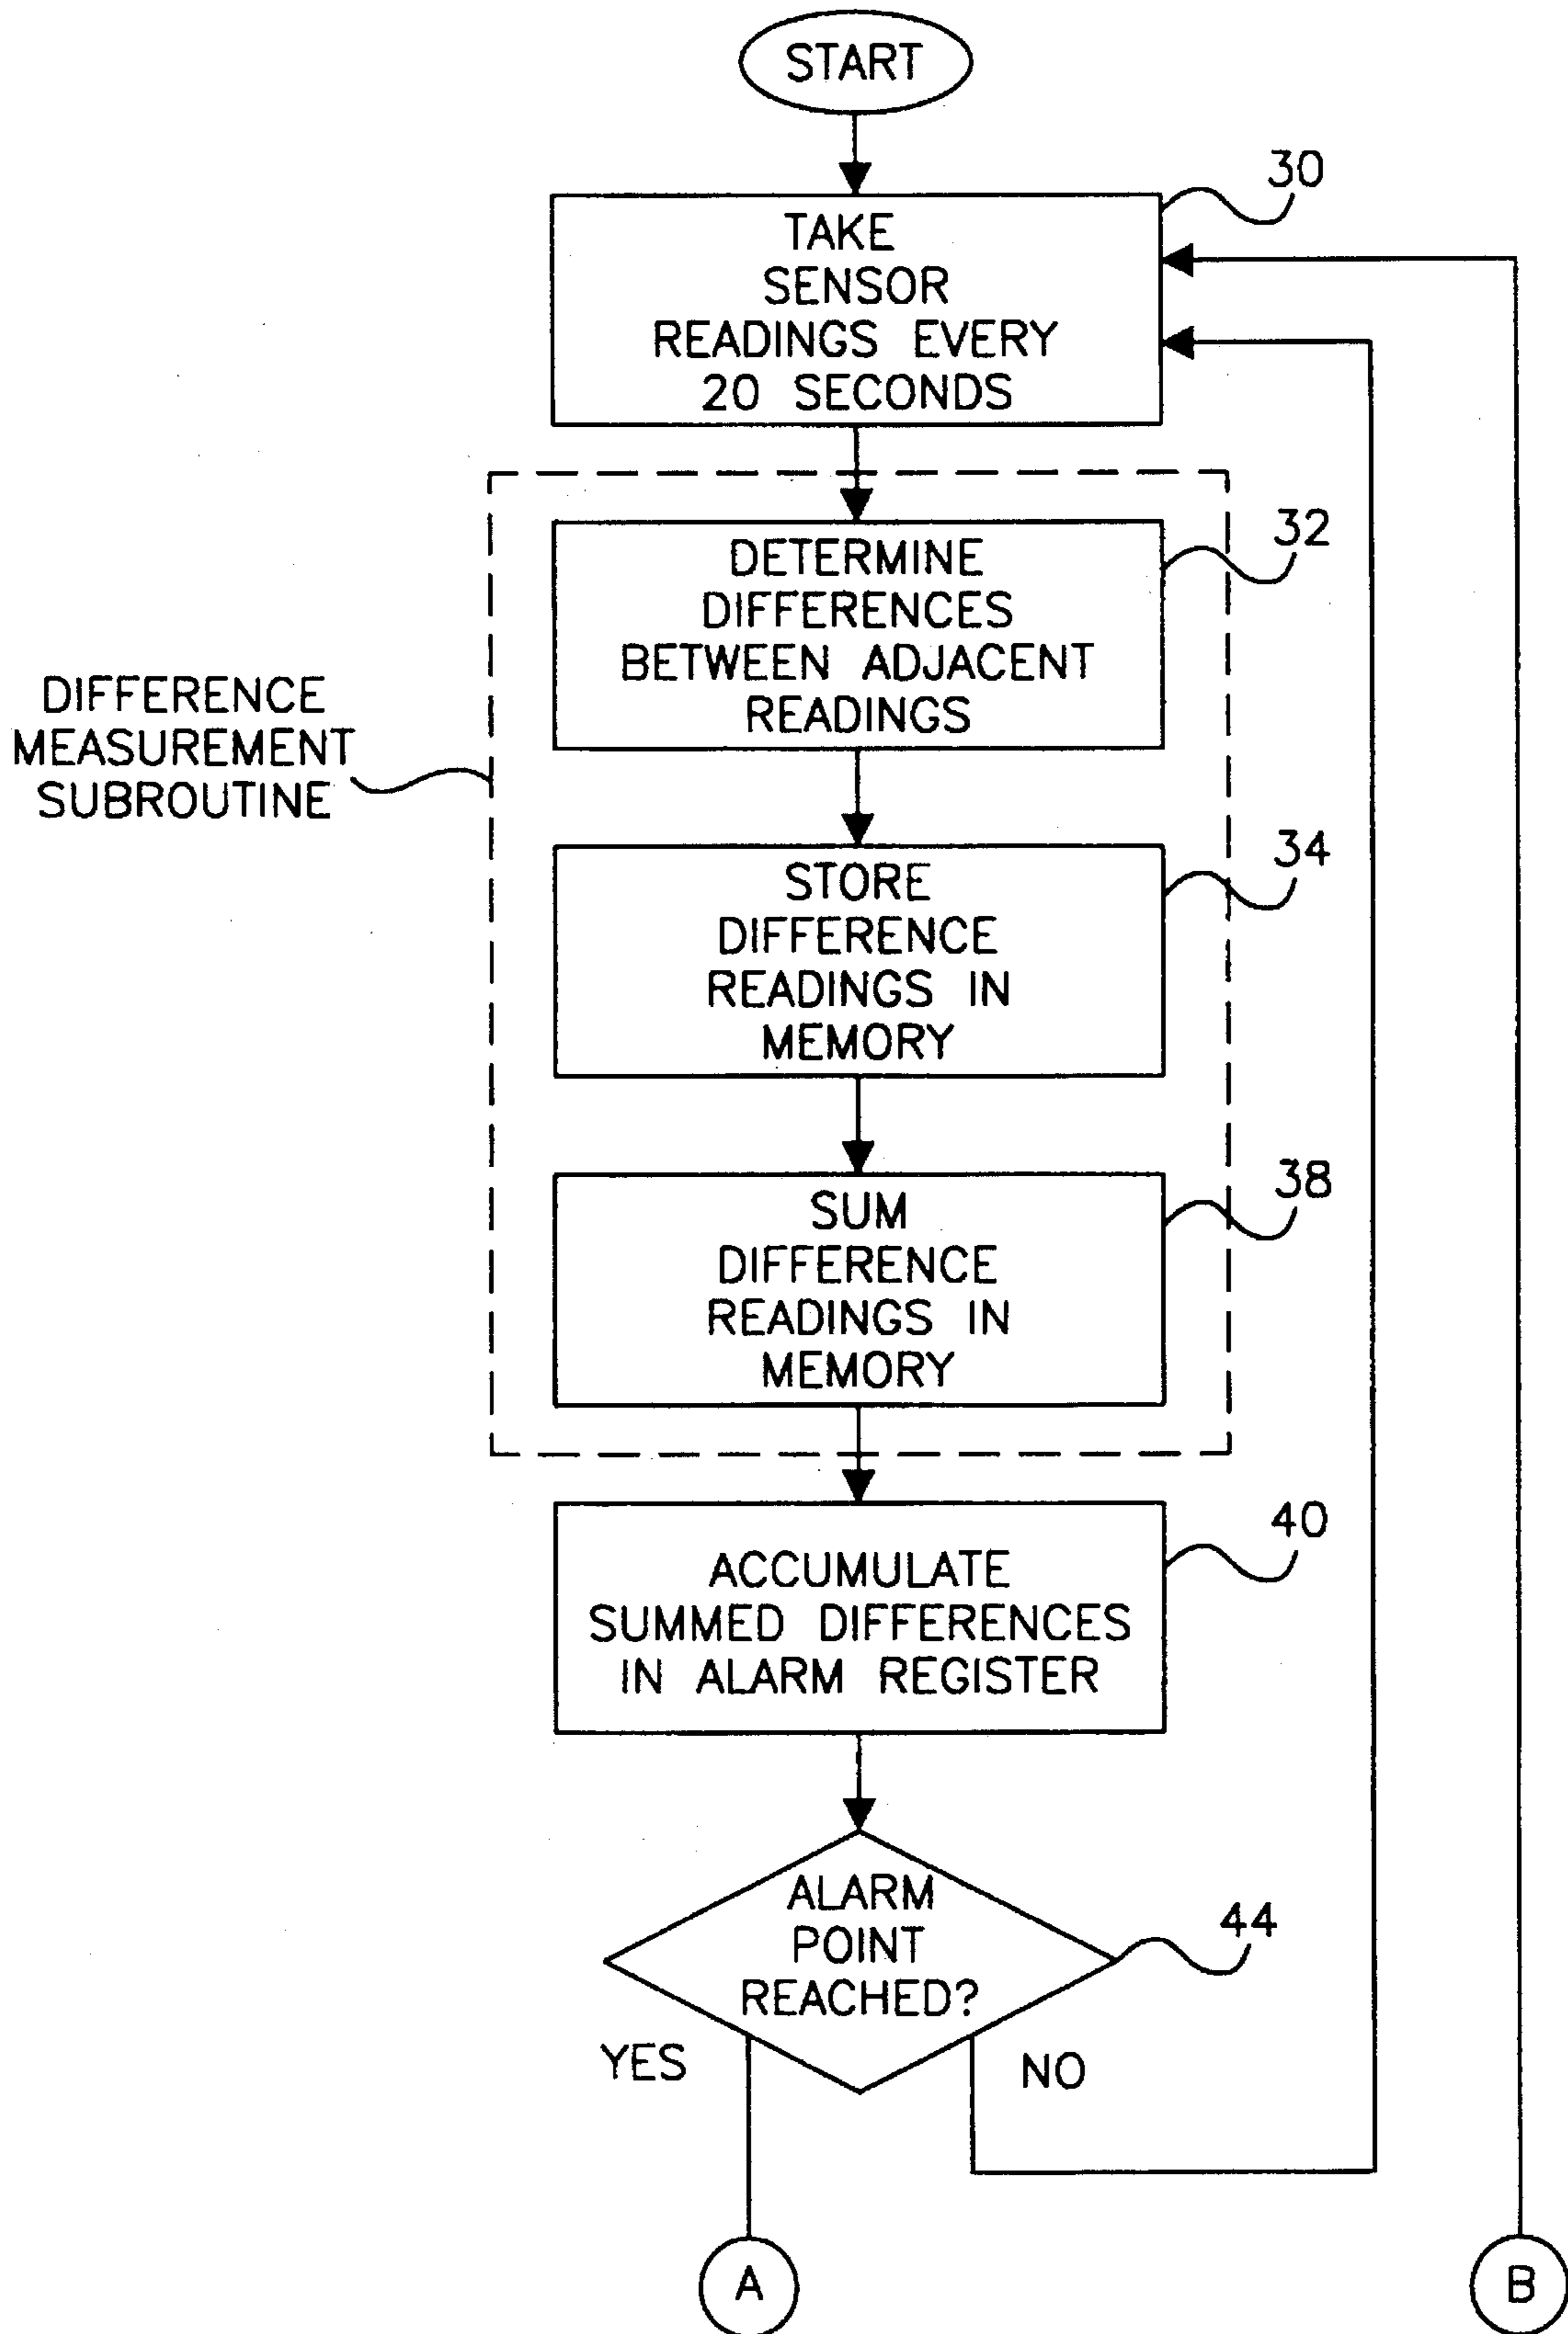 START
30
TAKE
SENSOR
READINGS EVERY
20 SECONDS
32
DETERMINE
DIFFERENCES
BETWEEN ADJACENT
READINGS
DIFFERENCE
MEASUREMENT
SUBROUTINE
34
STORE
DIFFERENCE
READINGS IN
MEMORY
38
SUM
DIFFERENCE
READINGS IN
MEMORY
40
ACCUMULATE
SUMMED DIFFERENCES
IN ALARM REGISTER
44
ALARM
POINT
REACHED?
YES
NO
A
B